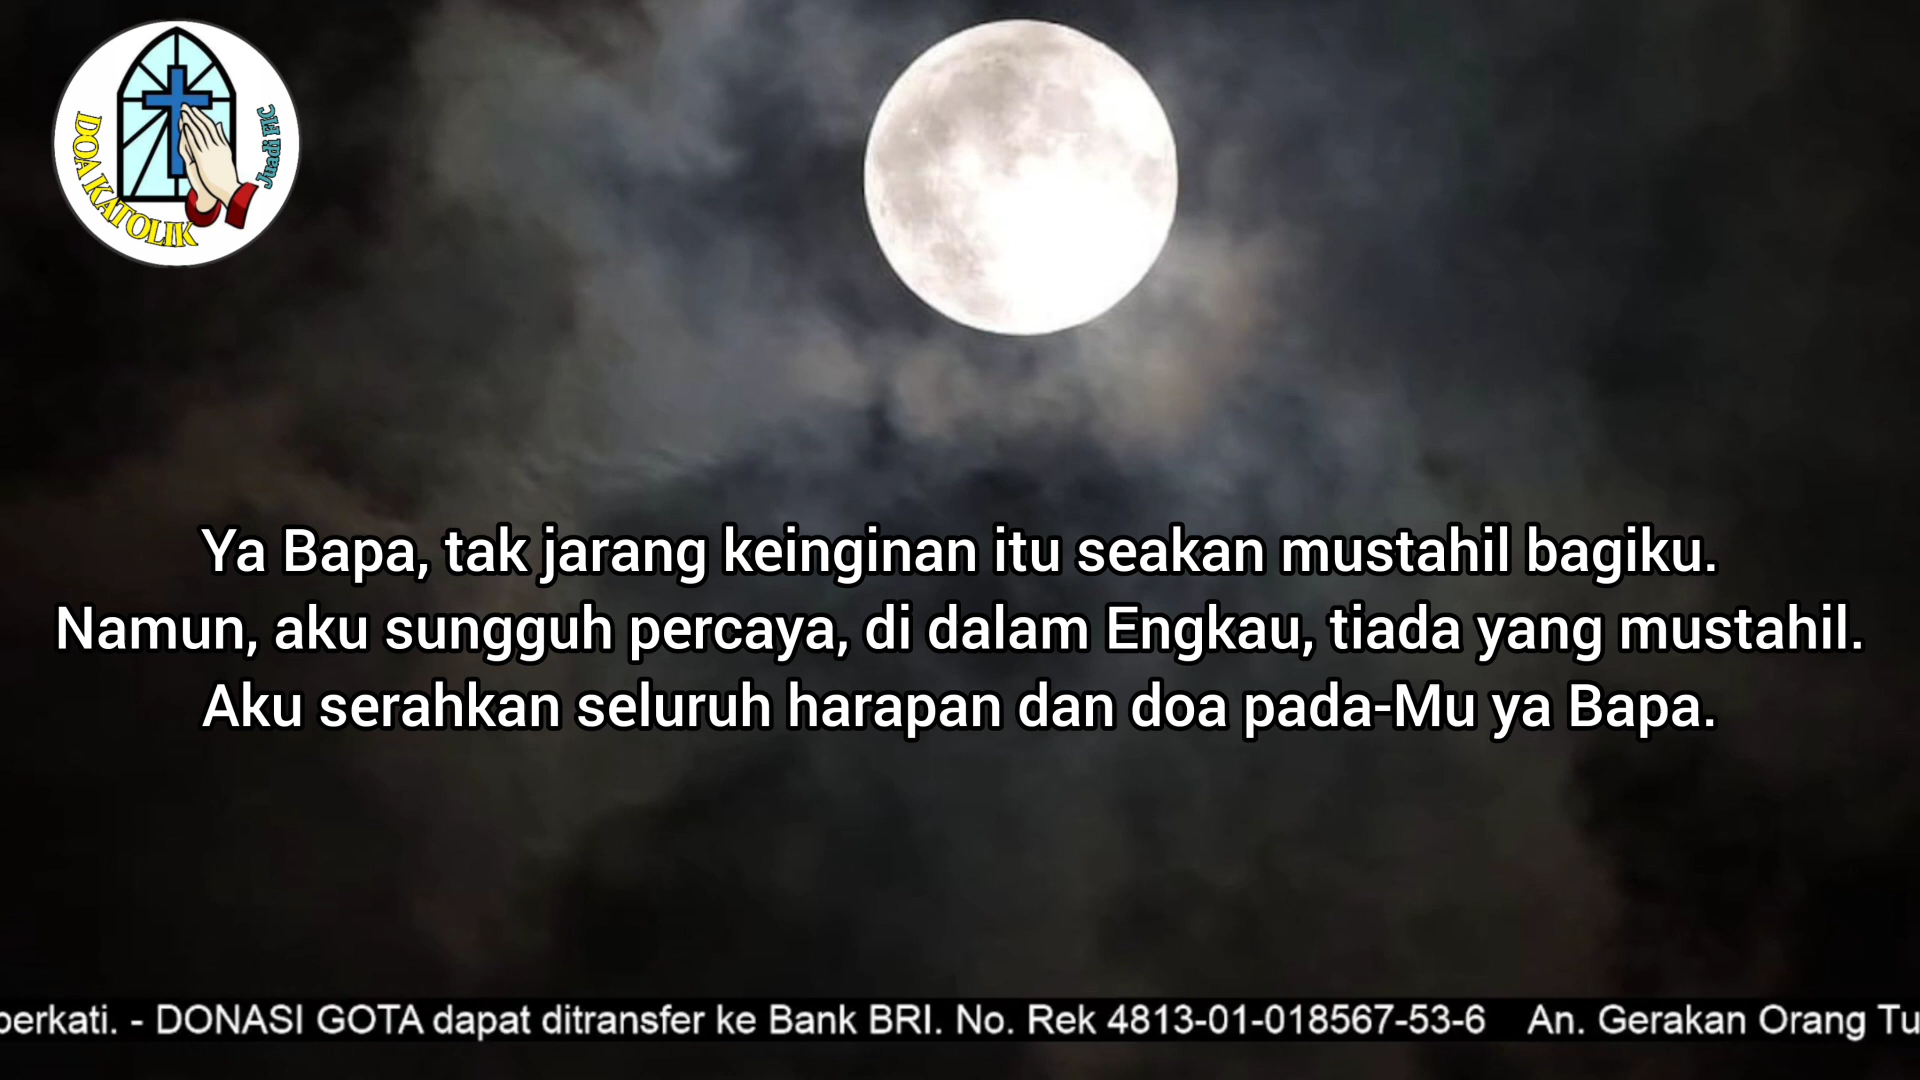 DOA KATOLIK
Juadi FIC
Ya Bapa, tak jarang keinginan itu seakan mustahil bagiku.
Namun, aku sungguh percaya, di dalam Engkau, tiada yang mustahil.
Aku serahkan seluruh harapan dan doa pada-Mu ya Bapa.
berkati. - DONASI GOTA dapat ditransfer ke Bank BRI. No. Rek 4813-01-018567-53-6 An. Gerakan Orang Tu